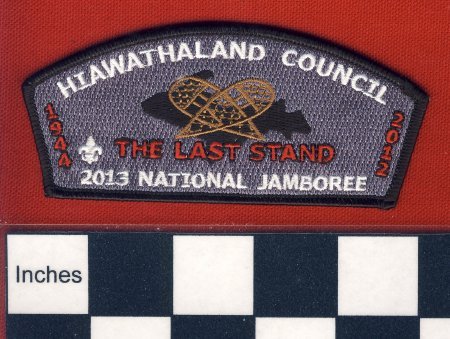 HIAWATHALAND COUNCIL
1944
2012
THE LAST STAND
2013 NATIONAL JAMBOREE
Inches